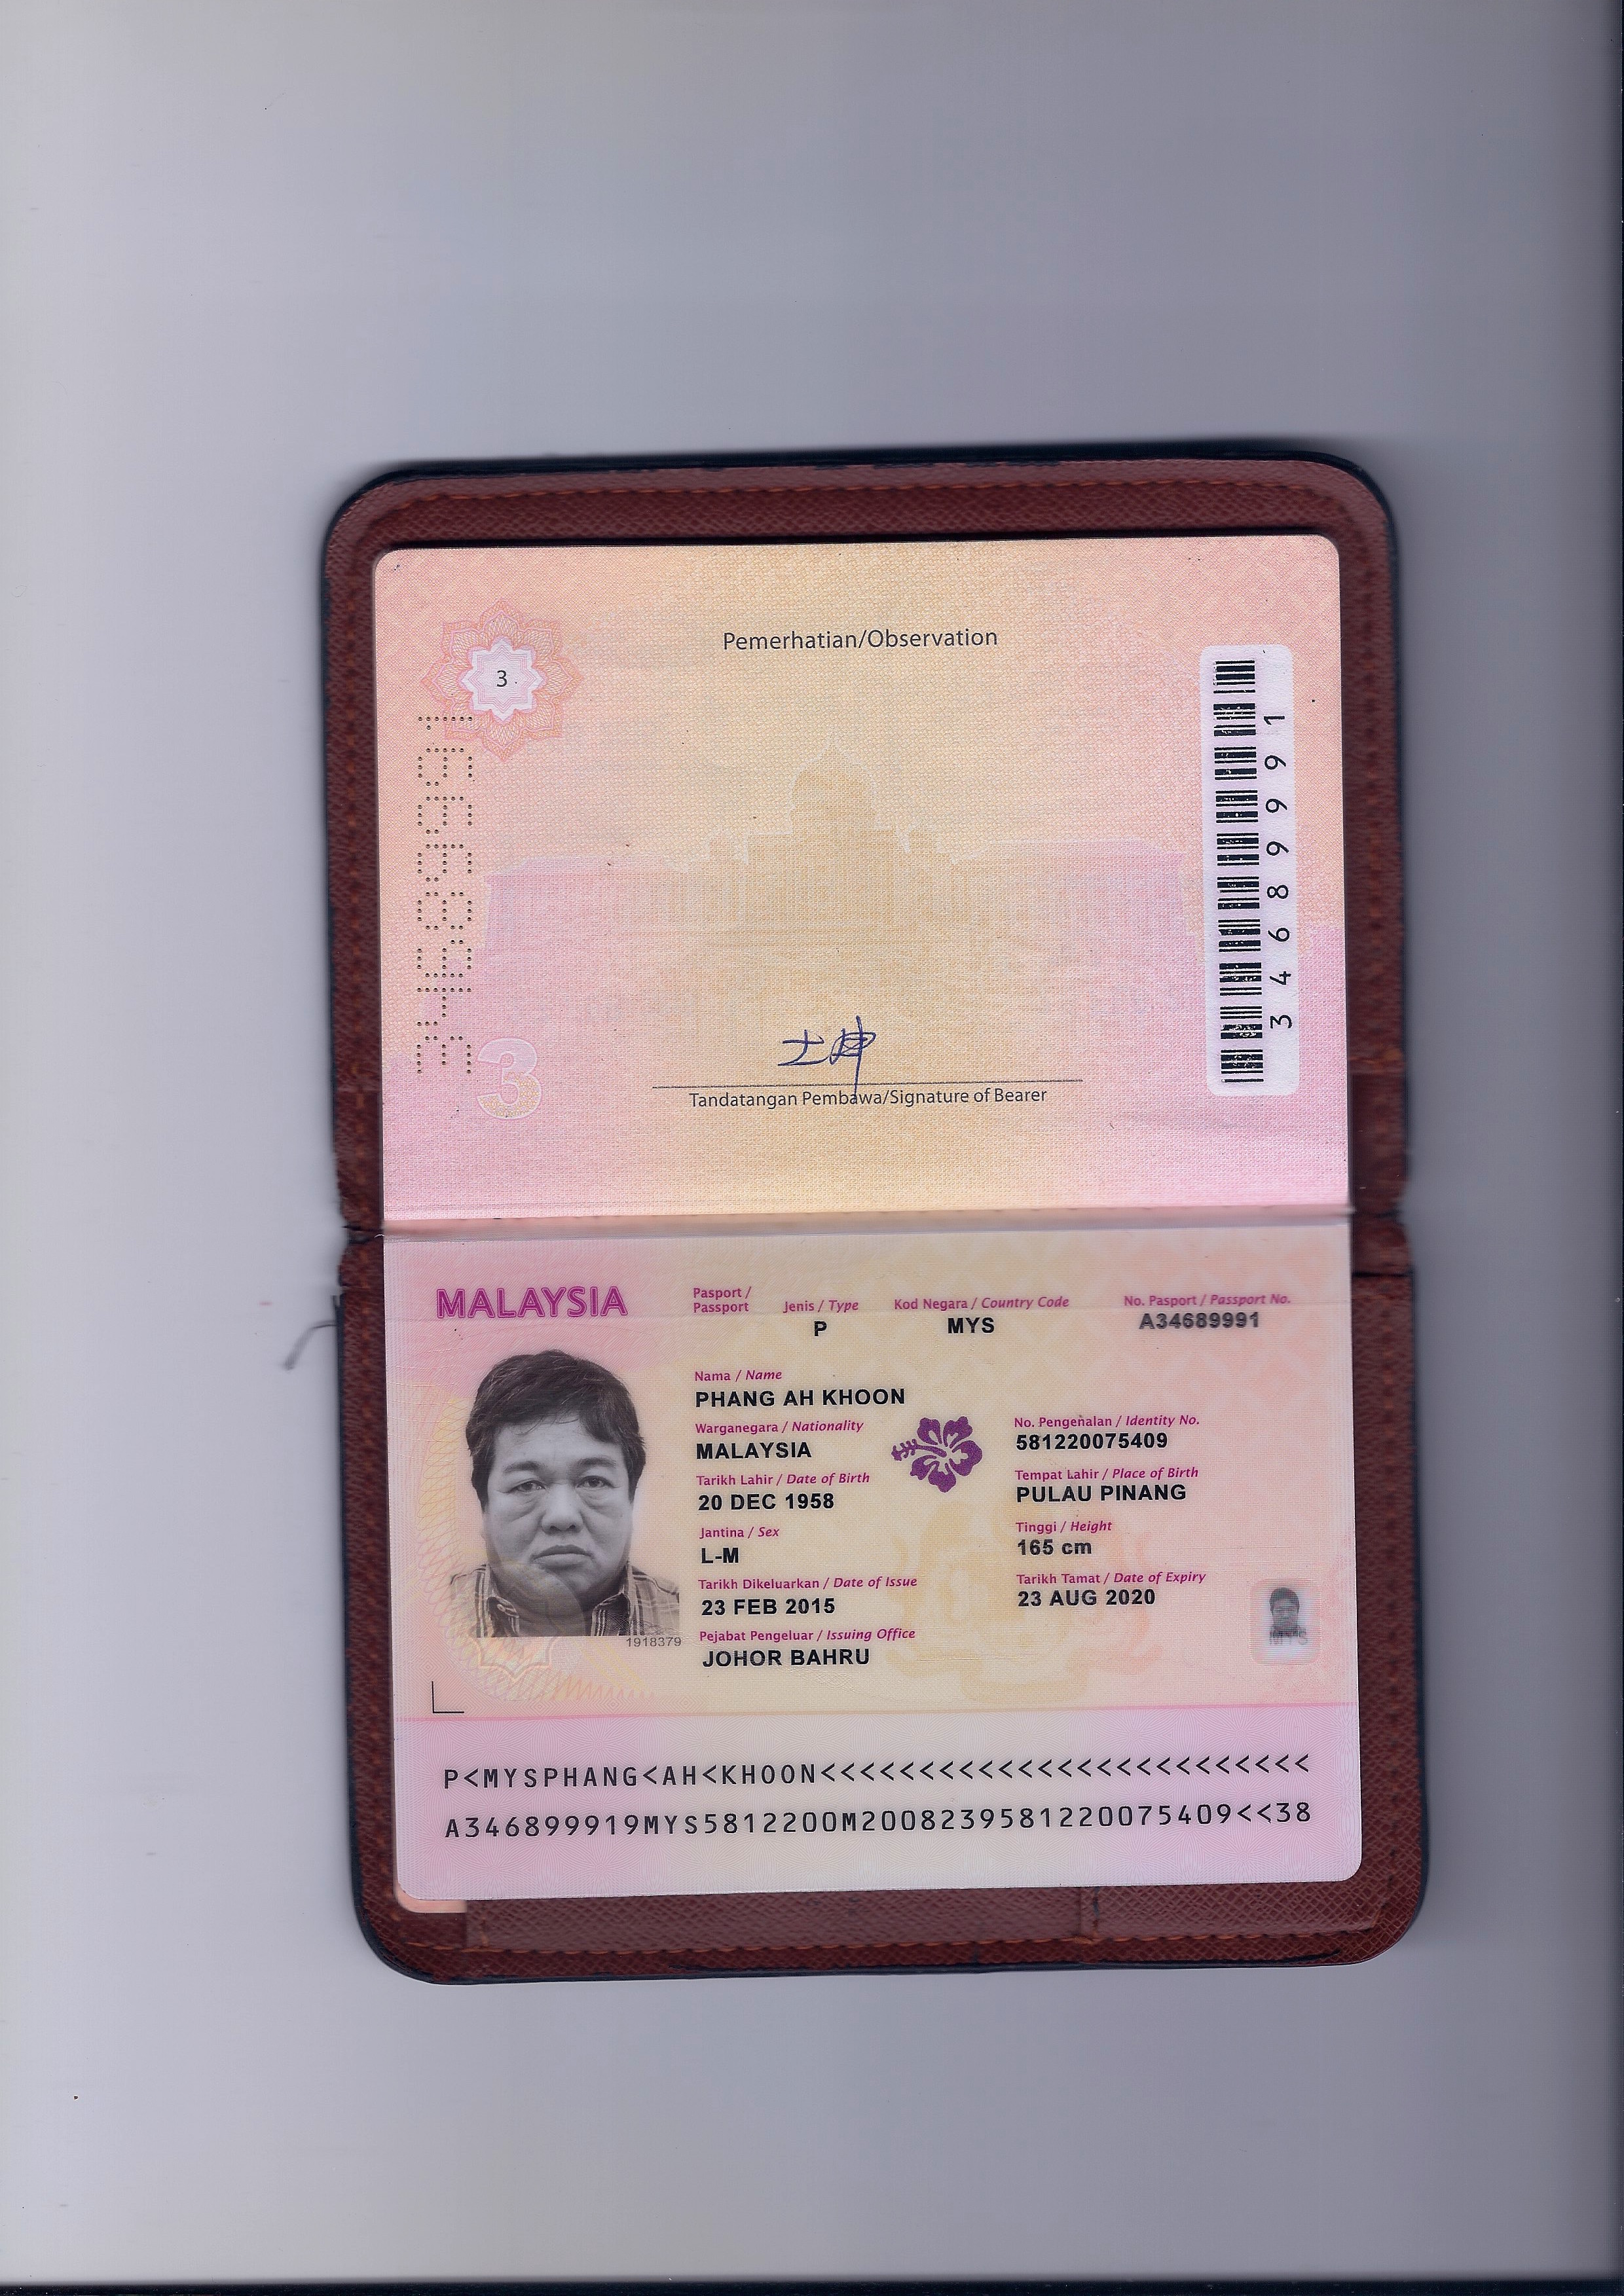 Pemerhatian/Observation
3
34689991
34689991
3
Tandatangan Pembawa/Signature of Bearer
MALAYSIA
Pasport / Passport
Jenis / Type
Kod Negara / Country Code
No. Pasport / Passport No.
P
MYS
A34689991
Nama / Name
PHANG AH KHOON
Warganegara / Nationality
No. Pengenalan / Identity No.
MALAYSIA
581220075409
Tarikh Lahir / Date of Birth
Tempat Lahir / Place of Birth
20 DEC 1958
PULAU PINANG
Jantina / Sex
Tinggi / Height
L-M
165 cm
Tarikh Dikeluarkan / Date of Issue
Tarikh Tamat / Date of Expiry
23 FEB 2015
23 AUG 2020
1918379
Pejabat Pengeluar / Issuing Office
MYS
JOHOR BAHRU
P<MYSPHANG<AH<KHOON<<<<<<<<<<<<<<<<<<<<<<<<<
A346899919MYS5812200M2008239581220075409<<38